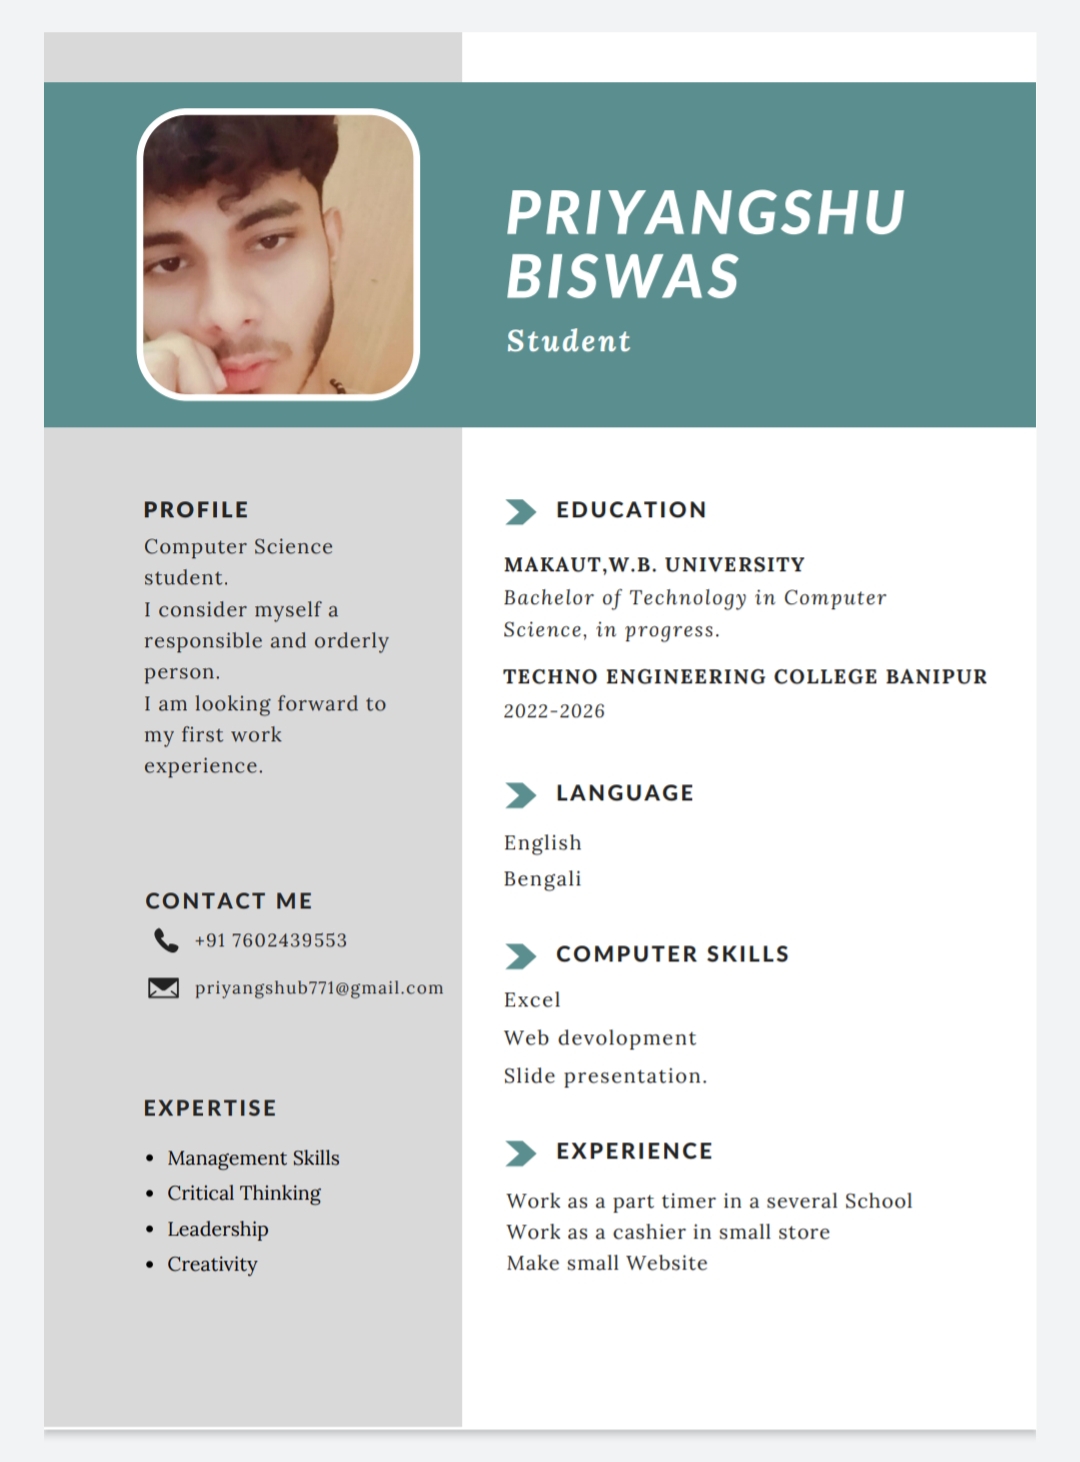 PRIYANGSHU
BISWAS
Student
PROFILE
Computer Science
student.
I consider myself a
responsible and orderly
person.
I am looking forward to
my first work
experience.
CONTACT ME
+91 7602439553
priyangshub771@gmail.com
EXPERTISE
• Management Skills
• Critical Thinking
• Leadership
• Creativity
EDUCATION
MAKAUT,W.B. UNIVERSITY
Bachelor of Technology in Computer
Science, in progress.
TECHNO ENGINEERING COLLEGE BANIPUR
2022-2026
LANGUAGE
English
Bengali
COMPUTER SKILLS
Excel
Web devolopment
Slide presentation.
EXPERIENCE
Work as a part timer in a several School
Work as a cashier in small store
Make small Website